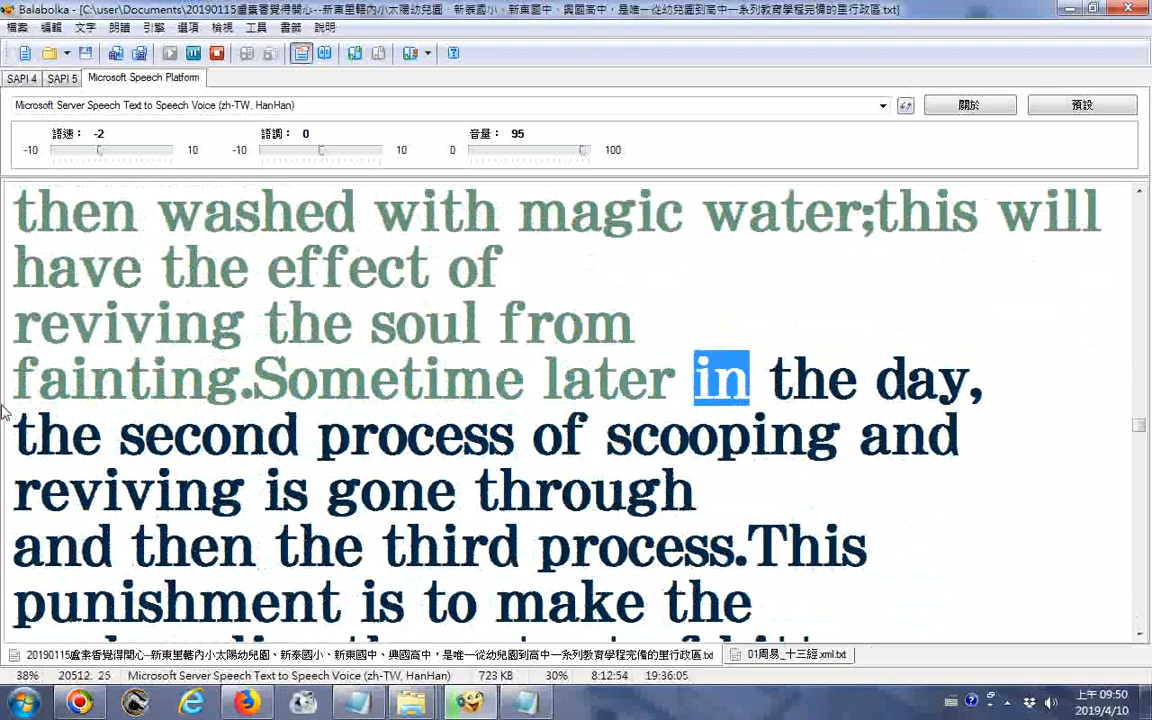 Balabolka - [C:\user\Documents\20190115盧素香覺得開心--新東里轄內小太陽幼兒園、新泰國小、新東國中、興國高中，是唯一從幼兒園到高中一系列教育學程完備的里行政區.txt]
檔案 編輯 文字 朗讀 引擎 選項 檢視 工具 書籤 說明
SAPI 4 SAPI 5 Microsoft Speech Platform
Microsoft Server Speech Text to Speech Voice (zh-TW, HanHan) 關於 預設
語速： -2 語調： 0 音量： 95
-10 10 -10 10 0 100
then washed with magic water;this will
have the effect of
reviving the soul from
fainting.Sometime later in the day,
the second process of scooping and
reviving is gone through
and then the third process.This
punishment is to make the
20190115盧素香覺得開心--新東里轄內小太陽幼兒園、新泰國小、新東國中、興國高中，是唯一從幼兒園到高中一系列教育學程完備的里行政區.txt 01周易_十三經.xml.txt
38% 20512. 25 Microsoft Server Speech Text to Speech Voice (zh-TW, HanHan) 723 KB 30% 8:12:54 19:36:05
上午 09:50
2019/4/10